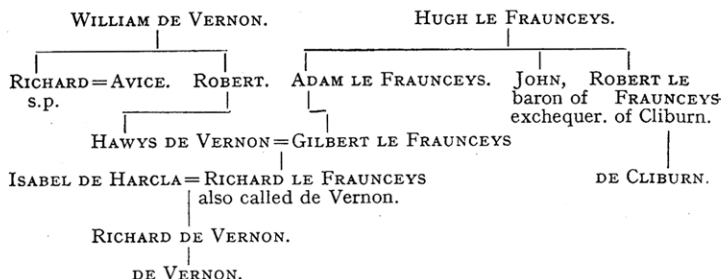 WILLIAM DE VERNON. HUGH LE FRAUNCEYS.
RICHARD=AVICE. ROBERT. ADAM LE FRAUNCEYS. JOHN, ROBERT LE
s.p. baron of FRAUNCEYS
exchequer. of Cliburn.
HAWYS DE VERNON=GILBERT LE FRAUNCEYS
ISABEL DE HARCLA=RICHARD LE FRAUNCEYS DE CLIBURN.
also called de Vernon.
RICHARD DE VERNON.
DE VERNON.